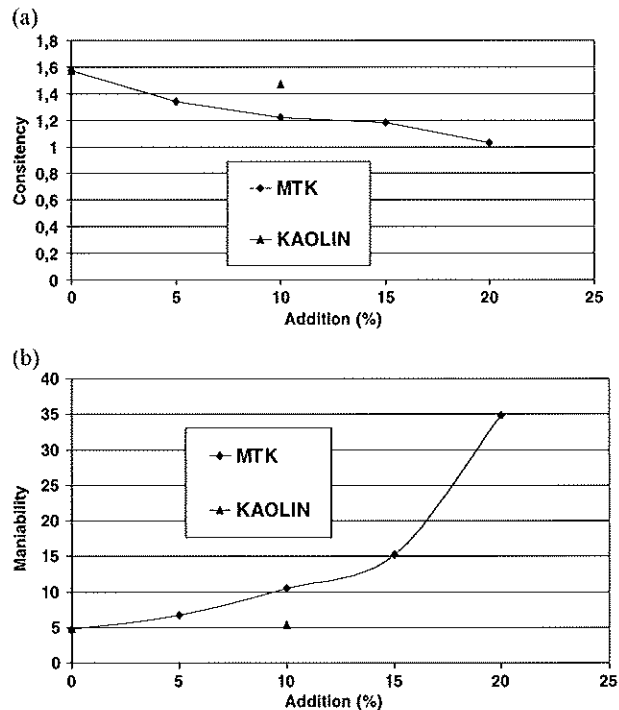 (a)
1,8
1,6
1,4
1,2
1
0,8
0,6
0,4
0,2
0
Consitency
MTK
KAOLIN
0 5 10 15 20 25
Addition (%)
(b)
40
35
30
25
20
15
10
5
0
Maniability
MTK
KAOLIN
0 5 10 15 20 25
Addition (%)